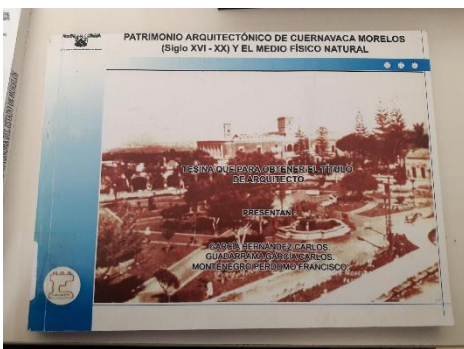 PATRIMONIO ARQUITECTÓNICO DE CUERNAVACA MORELOS
(Siglo XVI - XX) Y EL MEDIO FÍSICO NATURAL
TESINA QUE PARA OBTENER EL TÍTULO
DE ARQUITECTO
PRESENTAN:
GARCÍA HERNÁNDEZ CARLOS.
GUADARRAMA GARCÍA CARLOS.
MONTENEGRO PERDOMO FRANCISCO.